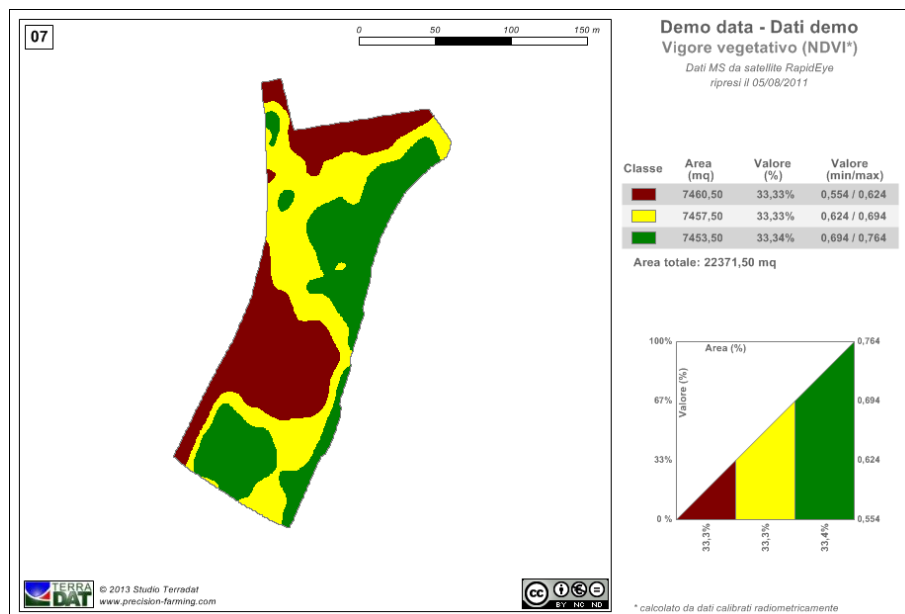 07
0 50 100 150 m
Demo data - Dati demo
Vigore vegetativo (NDVI*)
Dati MS da satellite RapidEye
ripresi il 05/08/2011
Classe Area (mq) Valore (%) Valore (min/max)
7460,50 33,33% 0,554 / 0,624
7457,50 33,33% 0,624 / 0,694
7453,50 33,34% 0,694 / 0,764
Area totale: 22371,50 mq
Area (%)
Valore (%)
100% 0,764
67% 0,694
33% 0,624
0 % 0,554
33,3% 33,3% 33,4%
TERRA
DAT
© 2013 Studio Terradat
www.precision-farming.com
cc
BY NC ND
* calcolato da dati calibrati radiometricamente